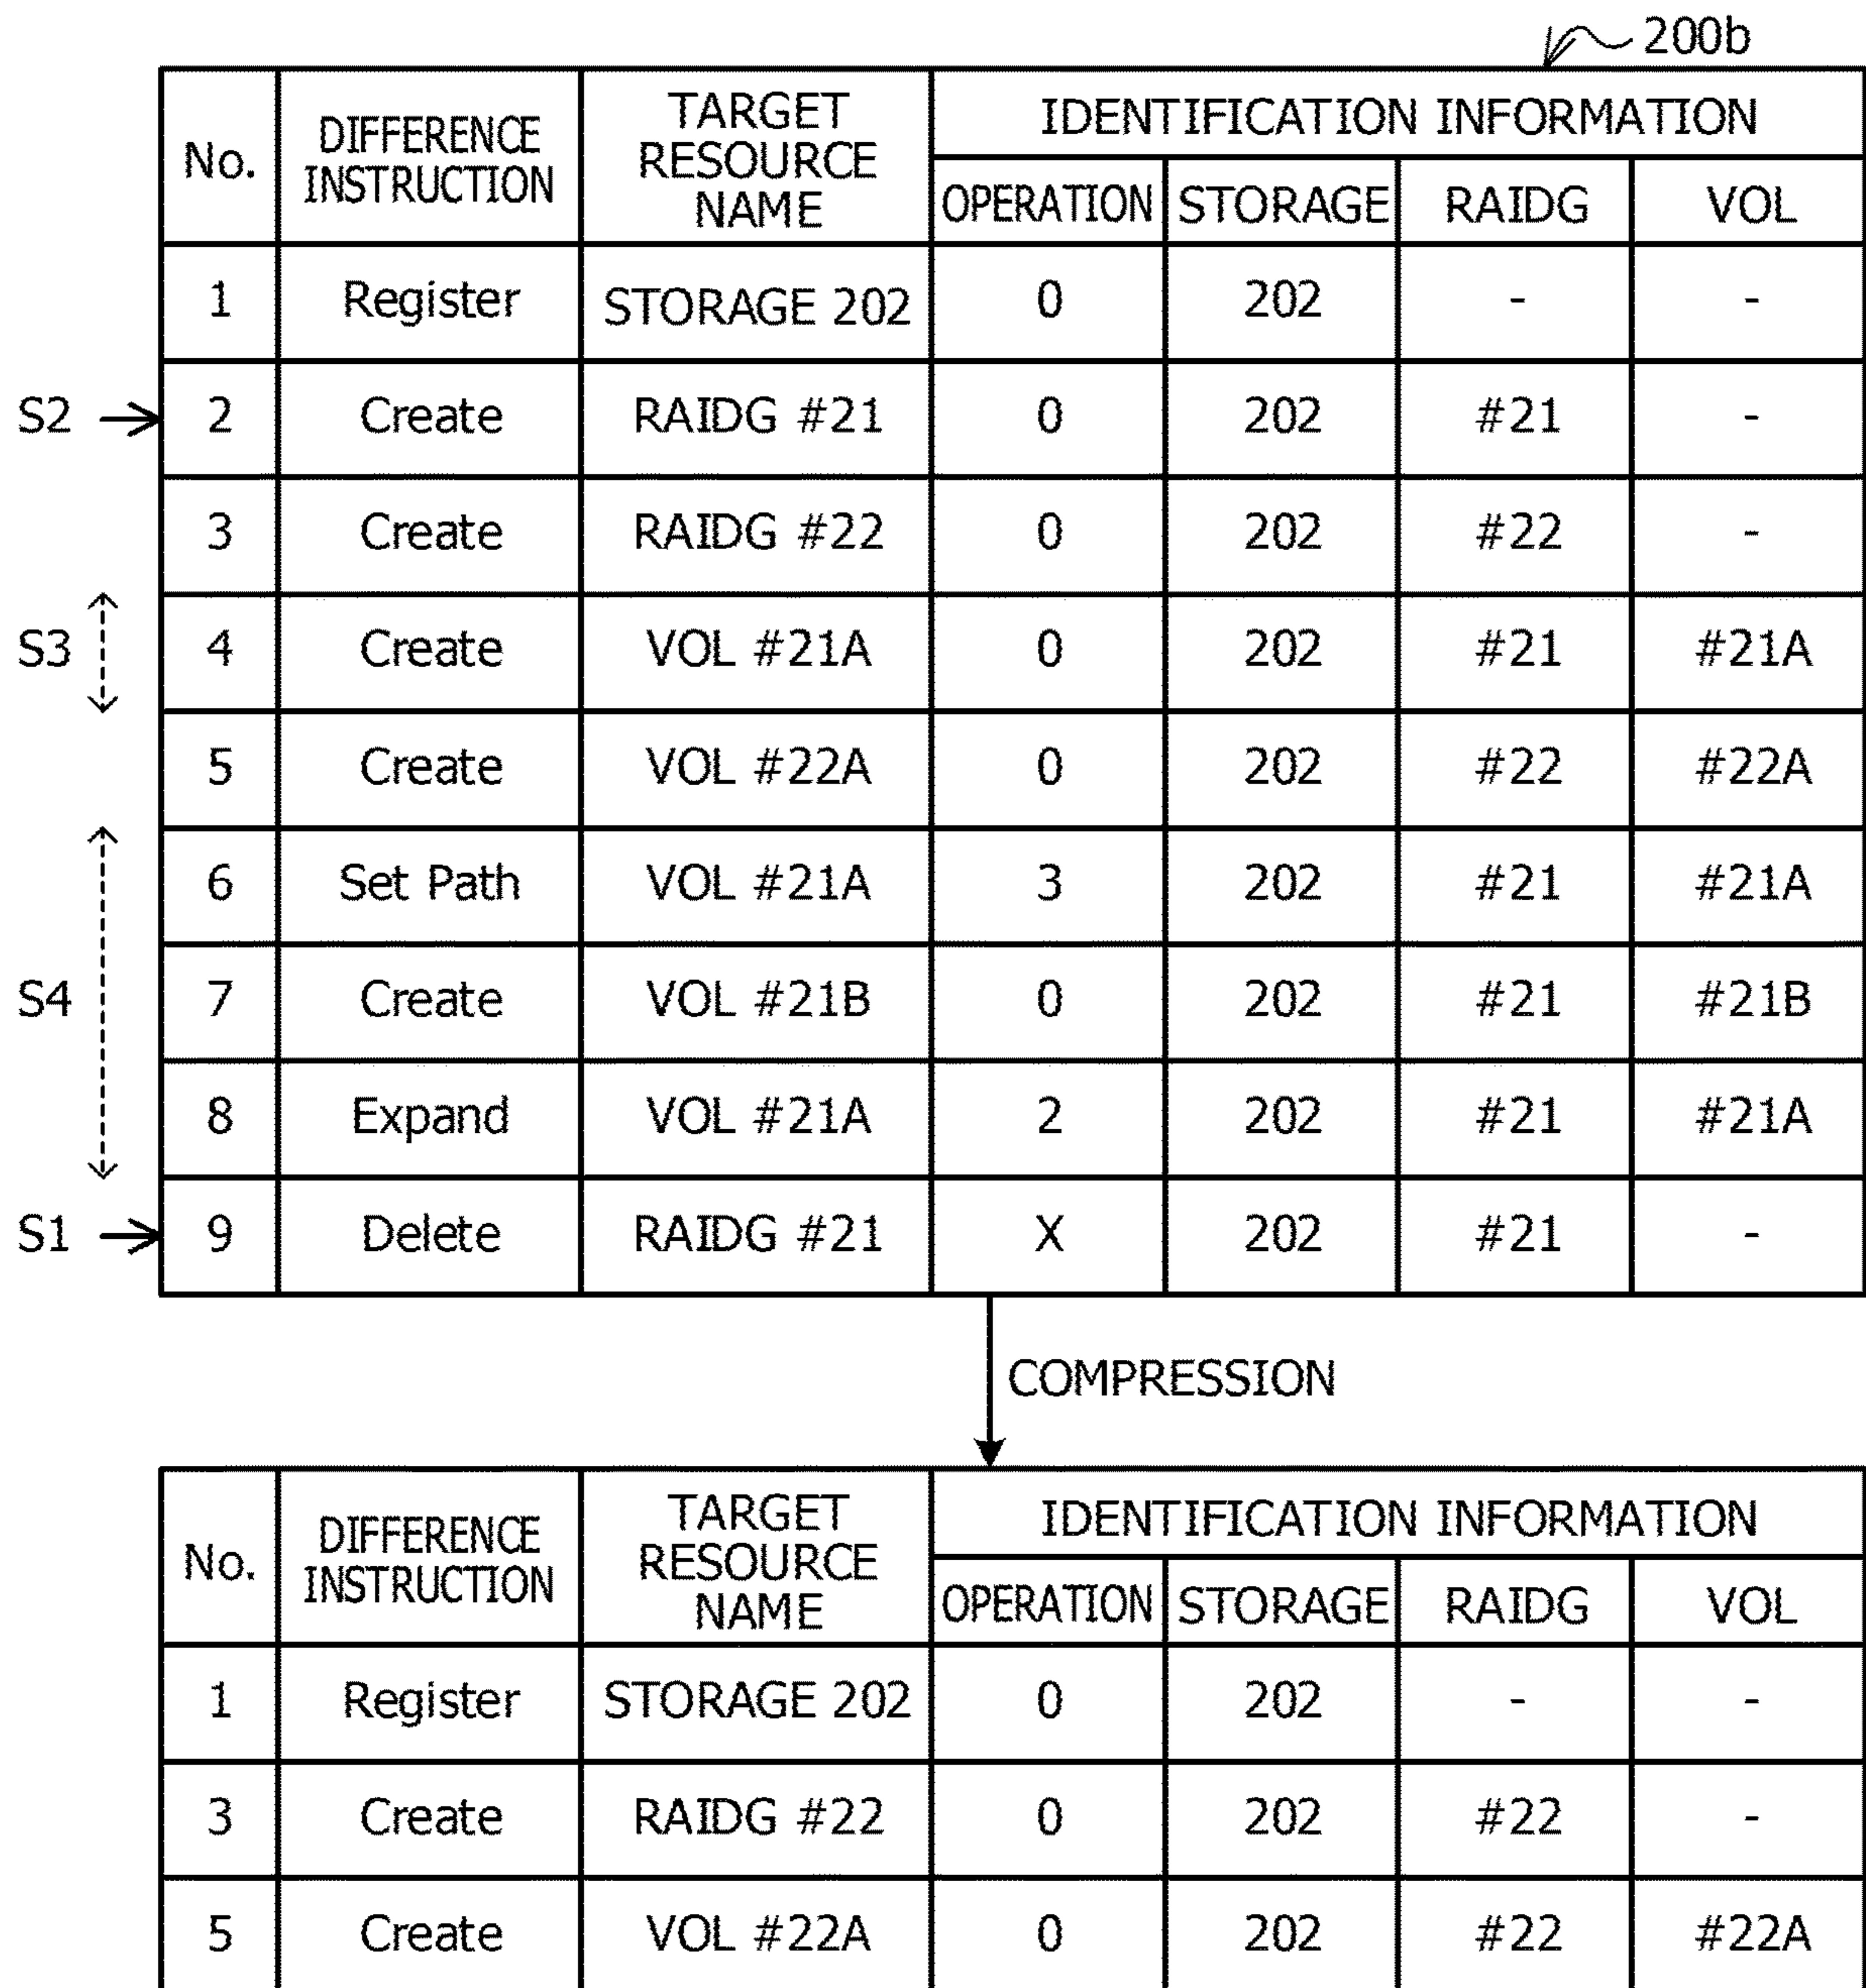 200b
No. DIFFERENCE INSTRUCTION TARGET RESOURCE NAME IDENTIFICATION INFORMATION
OPERATION STORAGE RAIDG VOL
1 Register STORAGE 202 0 202 - -
S2 2 Create RAIDG #21 0 202 #21 -
3 Create RAIDG #22 0 202 #22 -
S3 4 Create VOL #21A 0 202 #21 #21A
5 Create VOL #22A 0 202 #22 #22A
6 Set Path VOL #21A 3 202 #21 #21A
S4 7 Create VOL #21B 0 202 #21 #21B
8 Expand VOL #21A 2 202 #21 #21A
S1 9 Delete RAIDG #21 X 202 #21 -
COMPRESSION
No. DIFFERENCE INSTRUCTION TARGET RESOURCE NAME IDENTIFICATION INFORMATION
OPERATION STORAGE RAIDG VOL
1 Register STORAGE 202 0 202 - -
3 Create RAIDG #22 0 202 #22 -
5 Create VOL #22A 0 202 #22 #22A